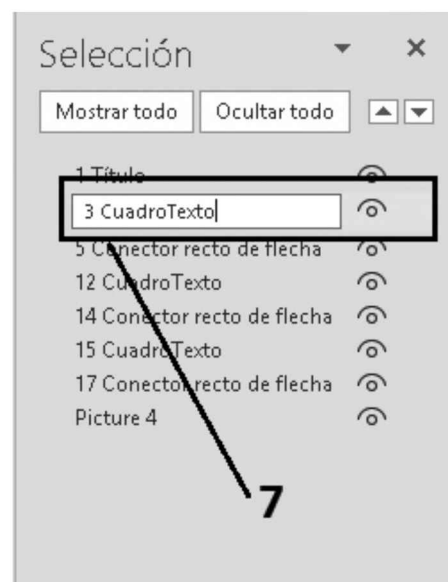 Selección
Mostrar todo Ocultar todo
1 Título
3 CuadroTexto
5 Conector recto de flecha
12 CuadroTexto
14 Conector recto de flecha
15 CuadroTexto
17 Conector recto de flecha
Picture 4
7